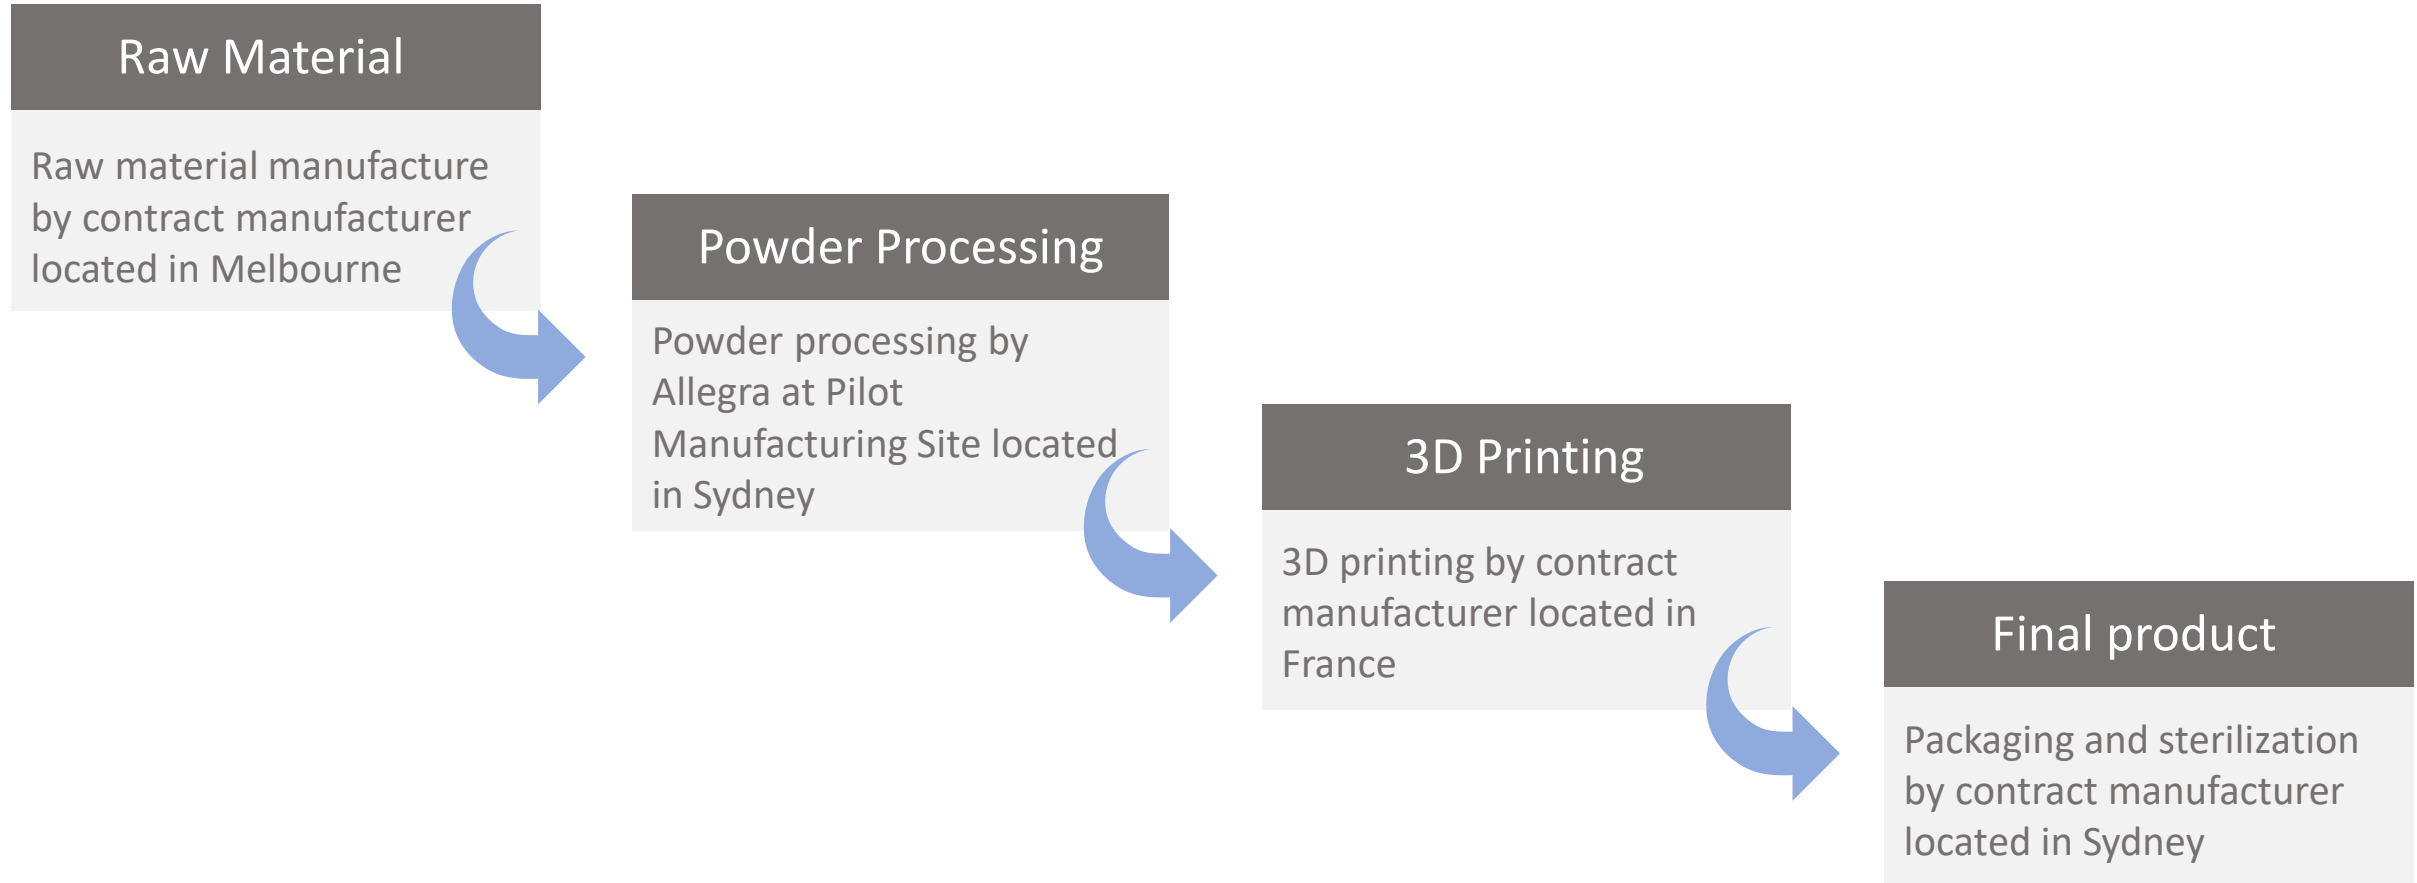 Raw Material
Raw material manufacture
by contract manufacturer
located in Melbourne
Powder Processing
Powder processing by
Allegra at Pilot
Manufacturing Site located
in Sydney
3D Printing
3D printing by contract
manufacturer located in
France
Final product
Packaging and sterilization
by contract manufacturer
located in Sydney